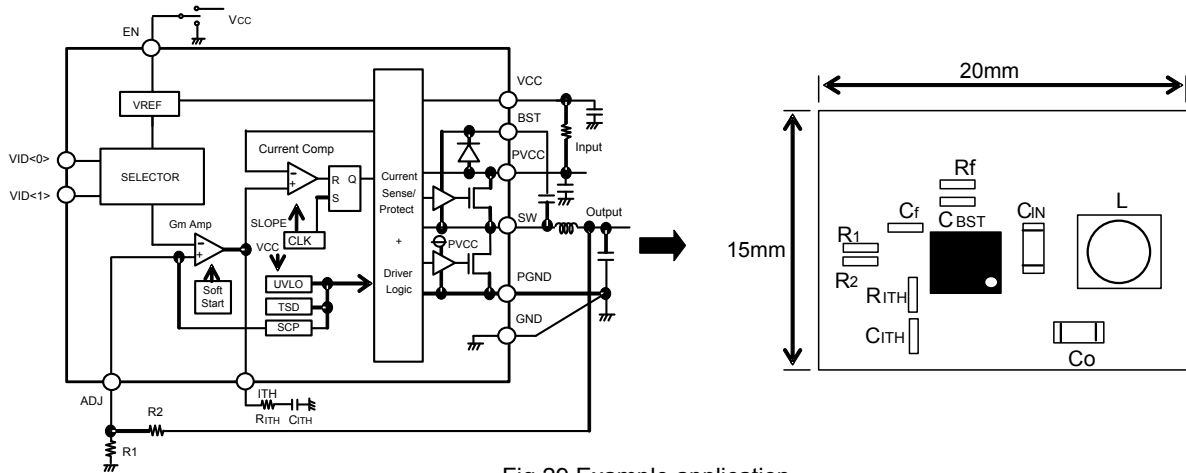 EN
VCC
VREF
VID<0>
VID<1>
SELECTOR
Gm Amp
Current Comp
R Q
S
SLOPE
CLK
VCC
Soft
Start
UVLO
TSD
SCP
Current
Sense/
Protect
+
Driver
Logic
PVCC
VCC
BST
Input
PVCC
SW
Output
PGND
GND
ADJ
ITH
RITH
CITH
R2
R1
20mm
15mm
Rf
Cf
CBST
CIN
L
R1
R2
RITH
CITH
Co
Fig.29 Example application